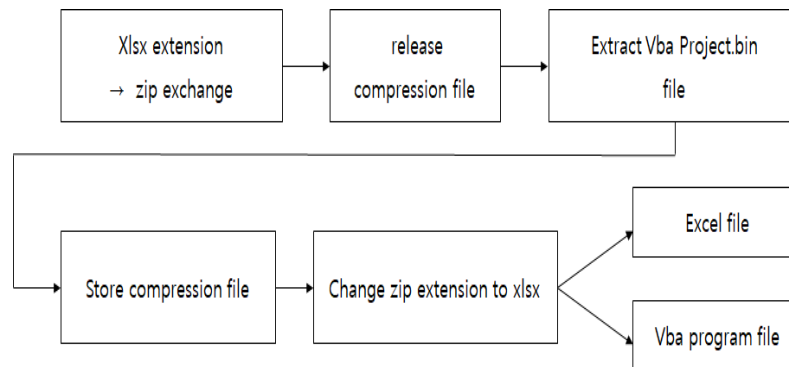 Xlsx extension
→ zip exchange
release
compression file
Extract Vba Project.bin
file
Store compression file
Change zip extension to xlsx
Excel file
Vba program file